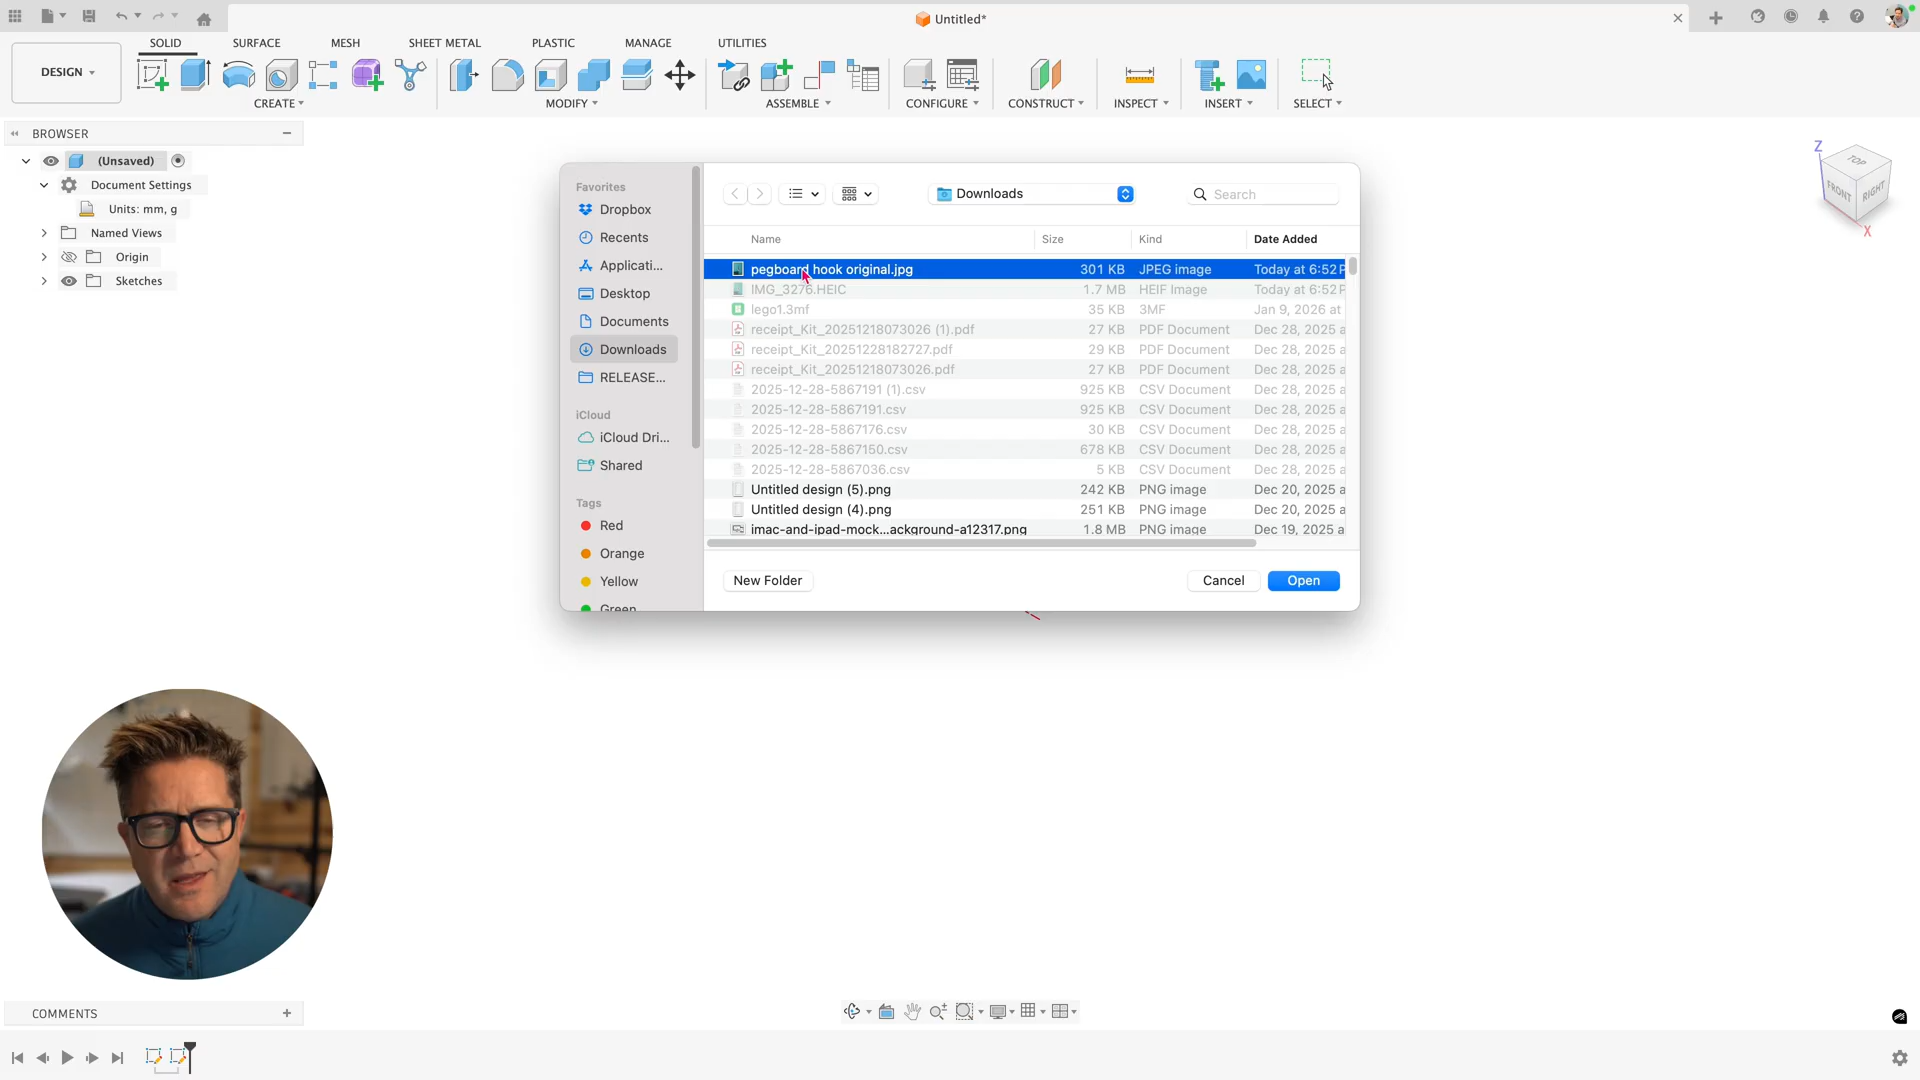 Untitled*
DESIGN
SOLID
SURFACE
MESH
SHEET METAL
PLASTIC
MANAGE
UTILITIES
CREATE
MODIFY
ASSEMBLE
CONFIGURE
CONSTRUCT
INSPECT
INSERT
SELECT
BROWSER
(Unsaved)
Document Settings
Units: mm, g
Named Views
Origin
Sketches
Z
TOP
FRONT
RIGHT
X
Favorites
Dropbox
Recents
Applicati...
Desktop
Documents
Downloads
RELEASE...
iCloud
iCloud Dri...
Shared
Tags
Red
Orange
Yellow
Green
Downloads
Search
Name Size Kind Date Added
pegboard hook original.jpg 301 KB JPEG image Today at 6:52P
IMG_3276.HEIC 1.7 MB HEIF Image Today at 6:52P
lego1.3mf 35 KB 3MF Jan 9, 2026 at
receipt_Kit_20251218073026 (1).pdf 27 KB PDF Document Dec 28, 2025 a
receipt_Kit_20251228182727.pdf 29 KB PDF Document Dec 28, 2025 a
receipt_Kit_20251218073026.pdf 27 KB PDF Document Dec 28, 2025 a
2025-12-28-5867191 (1).csv 925 KB CSV Document Dec 28, 2025 a
2025-12-28-5867191.csv 925 KB CSV Document Dec 28, 2025 a
2025-12-28-5867176.csv 30 KB CSV Document Dec 28, 2025 a
2025-12-28-5867150.csv 678 KB CSV Document Dec 28, 2025 a
2025-12-28-5867036.csv 5 KB CSV Document Dec 28, 2025 a
Untitled design (5).png 242 KB PNG image Dec 20, 2025 a
Untitled design (4).png 251 KB PNG image Dec 20, 2025 a
imac-and-ipad-mock...ackground-a12317.png 1.8 MB PNG image Dec 19, 2025 a
New Folder
Cancel
Open
COMMENTS